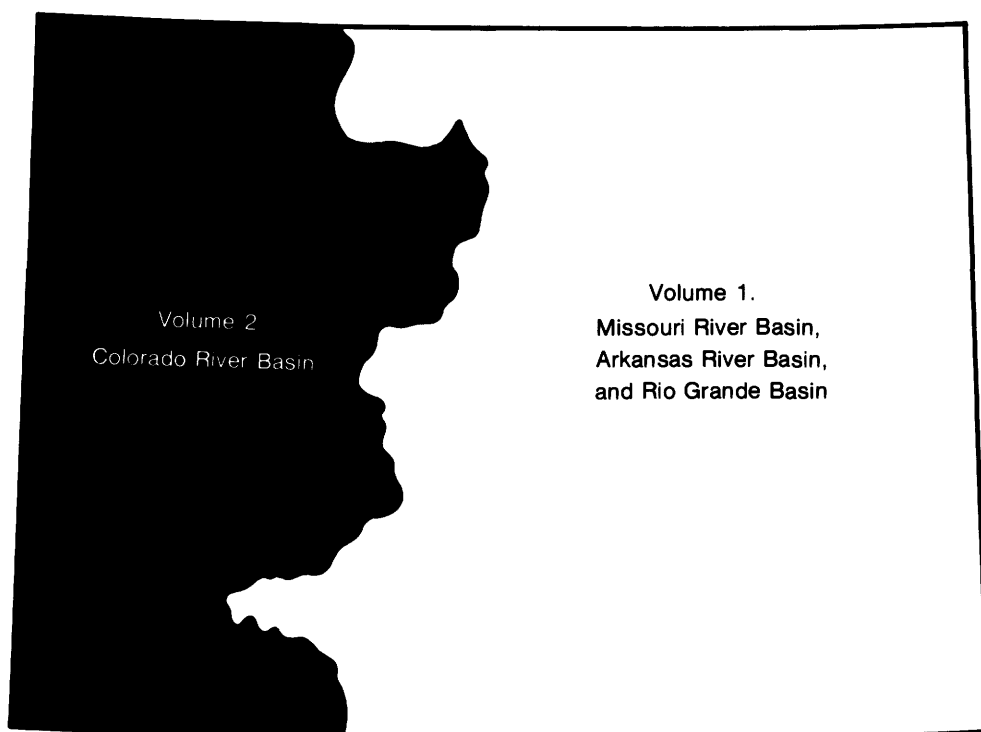 Volume 2
Colorado River Basin
Volume 1.
Missouri River Basin,
Arkansas River Basin,
and Rio Grande Basin